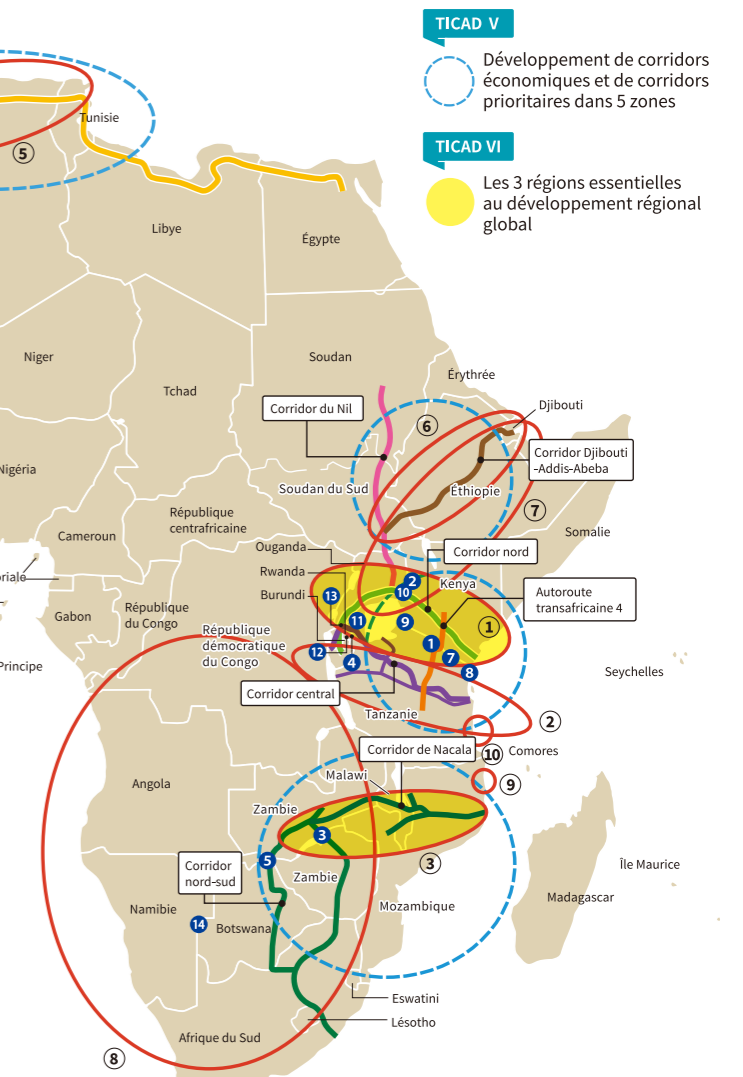 TICAD V
Développement de corridors
économiques et de corridors
prioritaires dans 5 zones
TICAD VI
Les 3 régions essentielles
au développement régional
global
Tunisie
5
Libye
Égypte
Niger
Soudan
Tchad
Érythrée
Corridor du Nil
Djibouti
6
Corridor Djibouti
-Addis-Abeba
Nigéria
Soudan du Sud
Éthiopie
7
République
centrafricaine
Cameroun
Somalie
Ouganda
Corridor nord
Rwanda
Kenya
oriale
Burundi
Autoroute
transafricaine 4
2
10
13
Gabon
République
du Congo
11
9
1
République
démocratique
du Congo
1
12
4
7
8
Principe
Seychelles
Corridor central
Tanzanie
2
Corridor de Nacala
10
Comores
Malawi
9
Angola
Zambie
3
5
3
Corridor
nord-sud
Zambie
Île Maurice
Madagascar
Namibie
Mozambique
14
Botswana
Eswatini
Lésotho
Afrique du Sud
8